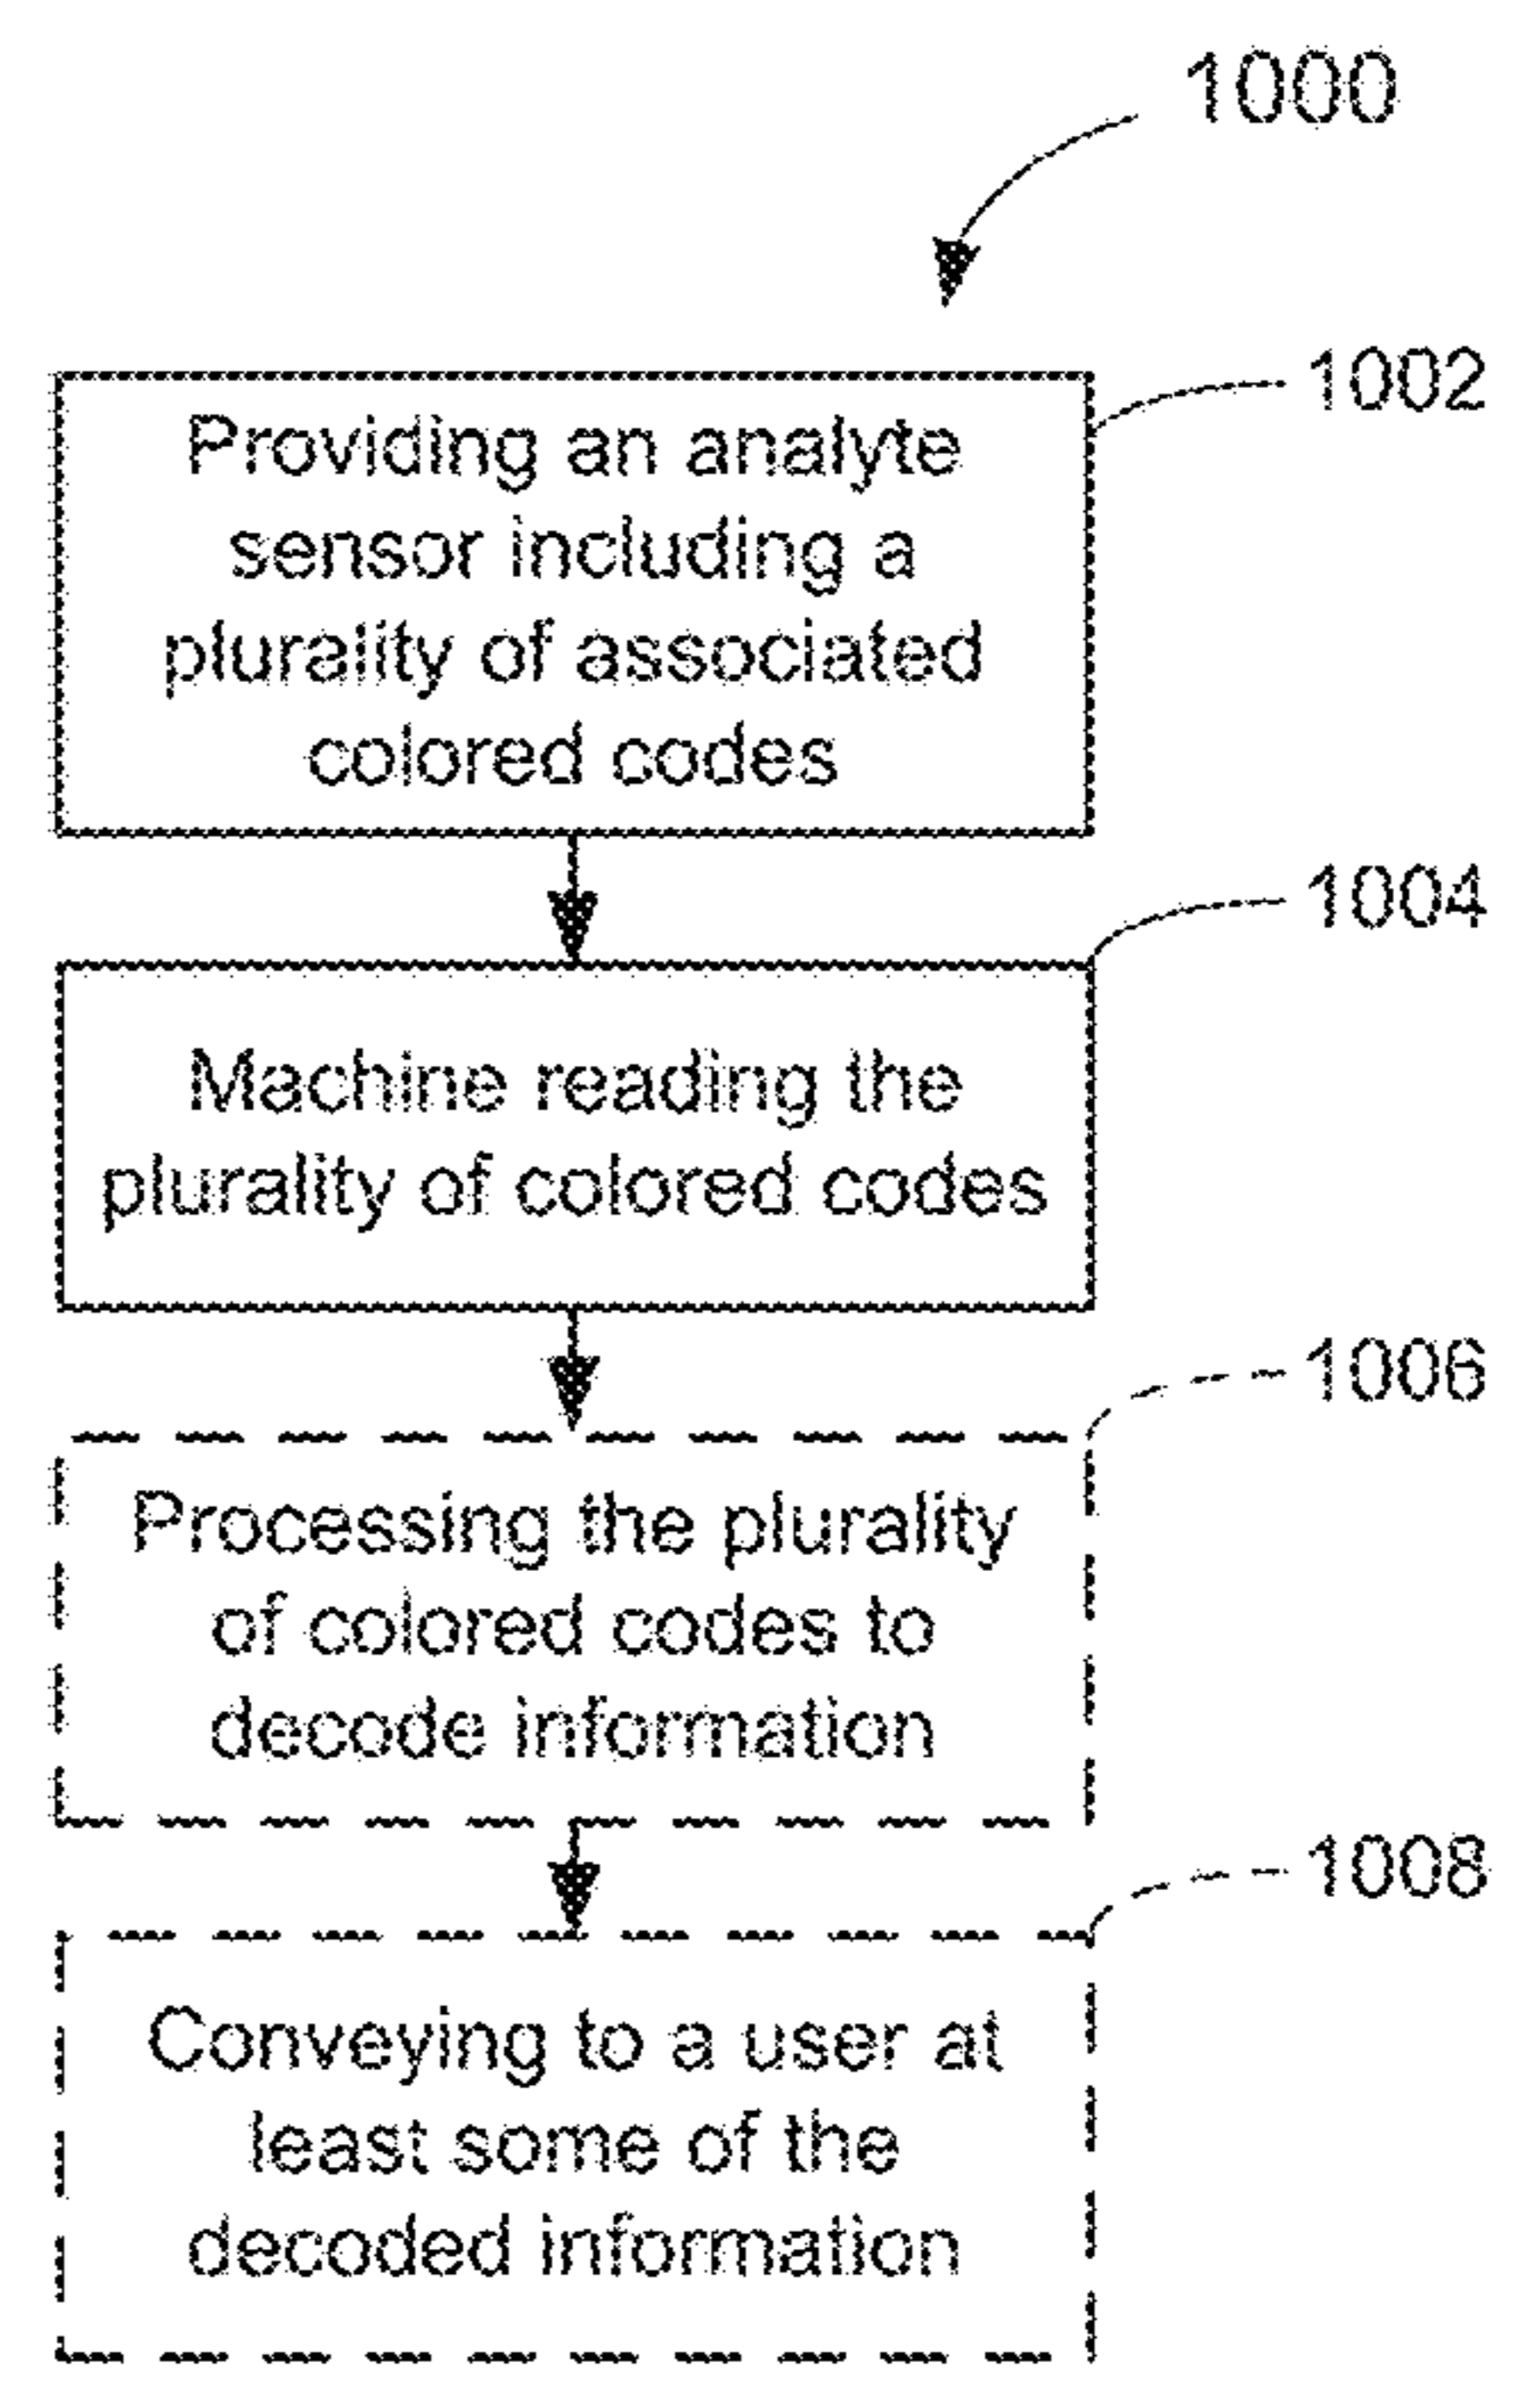 1000
1002
Providing an analyte
sensor including a
plurality of associated
colored codes
1004
Machine reading the
plurality of colored codes
1006
Processing the plurality
of colored codes to
decode information
1008
Conveying to a user at
least some of the
decoded information